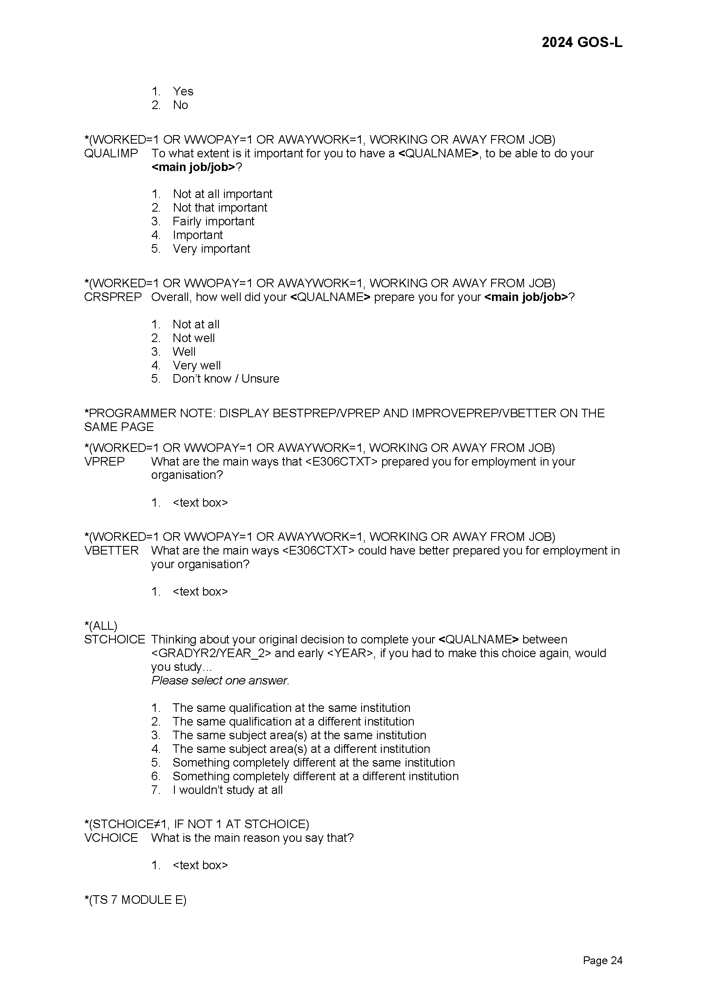 2024 GOS-L
1. Yes
2. No
*(WORKED=1 OR WWOPAY=1 OR AWAYWORK=1, WORKING OR AWAY FROM JOB)
QUALIMP To what extent is it important for you to have a <QUALNAME>, to be able to do your
<main job/job>?
1. Not at all important
2. Not that important
3. Fairly important
4. Important
5. Very important
*(WORKED=1 OR WWOPAY=1 OR AWAYWORK=1, WORKING OR AWAY FROM JOB)
CRSPREP Overall, how well did your <QUALNAME> prepare you for your <main job/job>?
1. Not at all
2. Not well
3. Well
4. Very well
5. Don't know / Unsure
*PROGRAMMER NOTE: DISPLAY BESTPREP/VPREP AND IMPROVEPREP/VBETTER ON THE
SAME PAGE
*(WORKED=1 OR WWOPAY=1 OR AWAYWORK=1, WORKING OR AWAY FROM JOB)
VPREP What are the main ways that <E306CTXT> prepared you for employment in your
organisation?
1. <text box>
*(WORKED=1 OR WWOPAY=1 OR AWAYWORK=1, WORKING OR AWAY FROM JOB)
VBETTER What are the main ways <E306CTXT> could have better prepared you for employment in
your organisation?
1. <text box>
*(ALL)
STCHOICE Thinking about your original decision to complete your <QUALNAME> between
<GRADYR2/YEAR_2> and early <YEAR>, if you had to make this choice again, would
you study…
Please select one answer.
1. The same qualification at the same institution
2. The same qualification at a different institution
3. The same subject area(s) at the same institution
4. The same subject area(s) at a different institution
5. Something completely different at the same institution
6. Something completely different at a different institution
7. I wouldn't study at all
*(STCHOICE≠1, IF NOT 1 AT STCHOICE)
VCHOICE What is the main reason you say that?
1. <text box>
*(TS 7 MODULE E)
Page 24